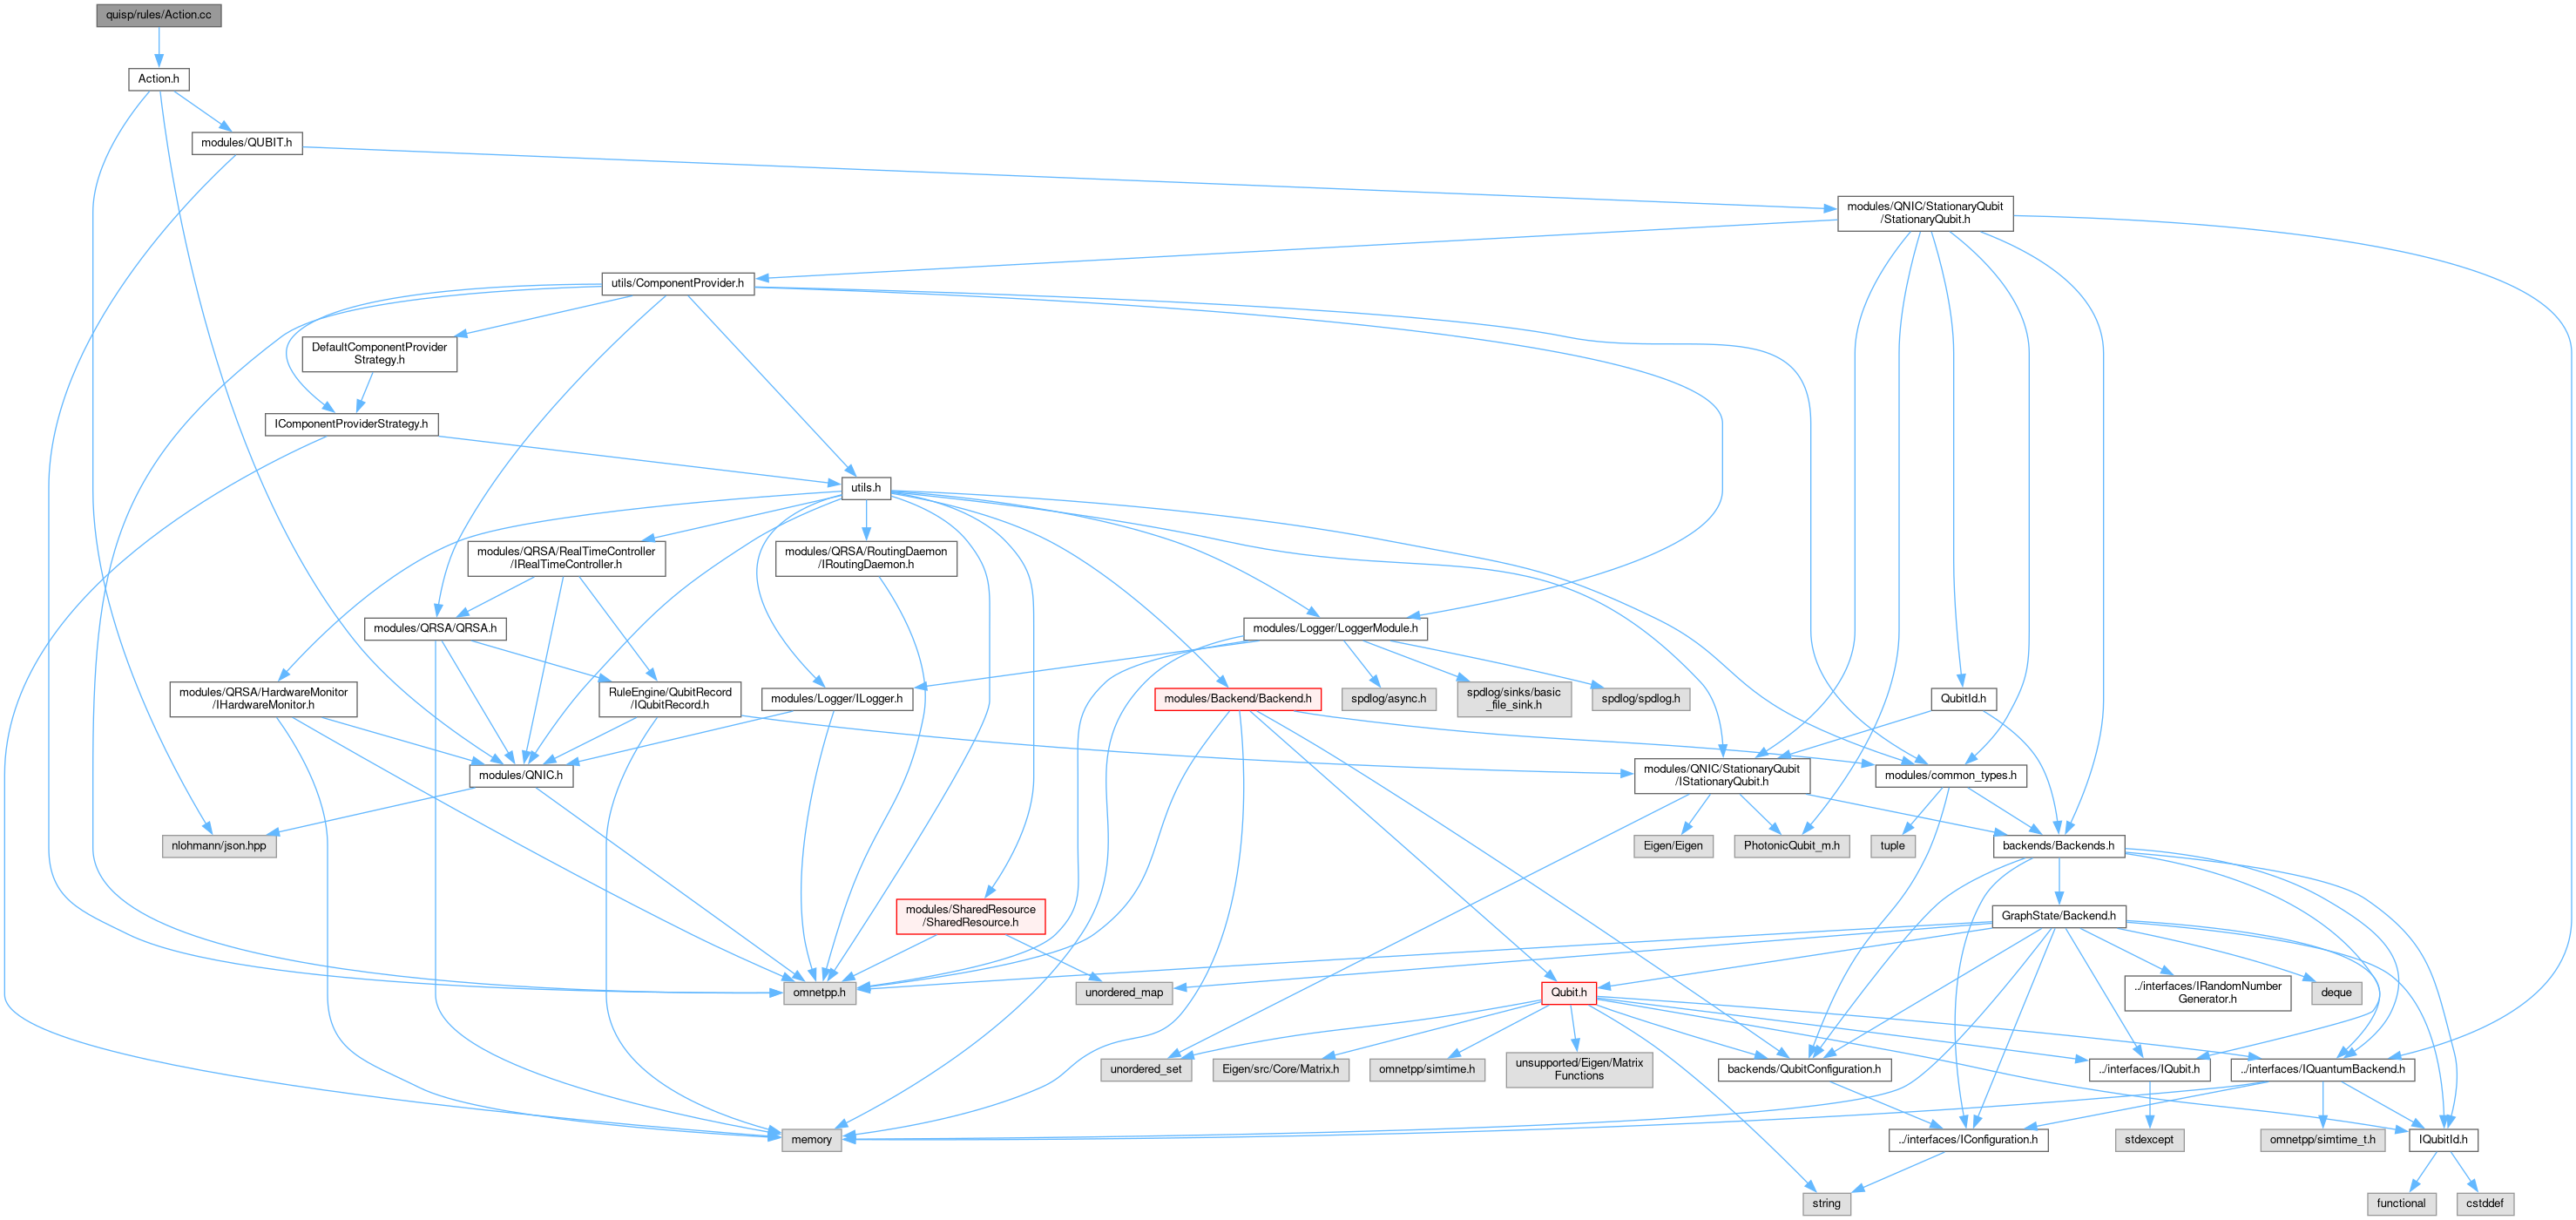 quisp/rules/Action.cc
Action.h
modules/QUBIT.h
modules/QNIC/StationaryQubit
/StationaryQubit.h
utils/ComponentProvider.h
DefaultComponentProvider
Strategy.h
IComponentProviderStrategy.h
utils.h
modules/QRSA/RealTimeController
/IRealTimeController.h
modules/QRSA/RoutingDaemon
/IRoutingDaemon.h
modules/QRSA/QRSA.h
modules/Logger/LoggerModule.h
modules/QRSA/HardwareMonitor
/IHardwareMonitor.h
RuleEngine/QubitRecord
/IQubitRecord.h
modules/Logger/ILogger.h
modules/Backend/Backend.h
spdlog/async.h
spdlog/sinks/basic
_file_sink.h
spdlog/spdlog.h
QubitId.h
modules/QNIC.h
modules/QNIC/StationaryQubit
/IStationaryQubit.h
modules/common_types.h
nlohmann/json.hpp
Eigen/Eigen
PhotonicQubit_m.h
tuple
backends/Backends.h
modules/SharedResource
/SharedResource.h
GraphState/Backend.h
omnetpp.h
unordered_map
Qubit.h
../interfaces/IRandomNumber
Generator.h
deque
unordered_set
Eigen/src/Core/Matrix.h
omnetpp/simtime.h
unsupported/Eigen/Matrix
Functions
backends/QubitConfiguration.h
../interfaces/IQubit.h
../interfaces/IQuantumBackend.h
memory
../interfaces/IConfiguration.h
stdexcept
omnetpp/simtime_t.h
IQubitId.h
string
functional
cstddef